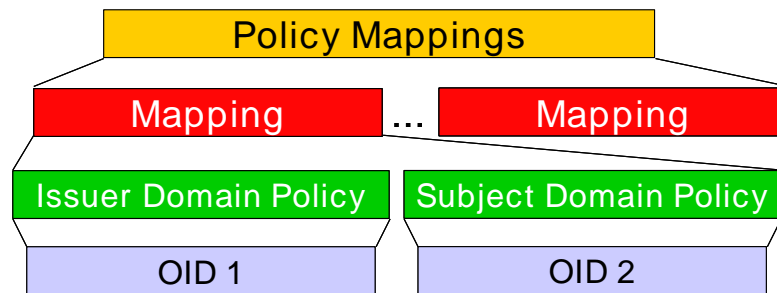 Policy Mappings
Mapping ... Mapping
Issuer Domain Policy Subject Domain Policy
OID 1 OID 2